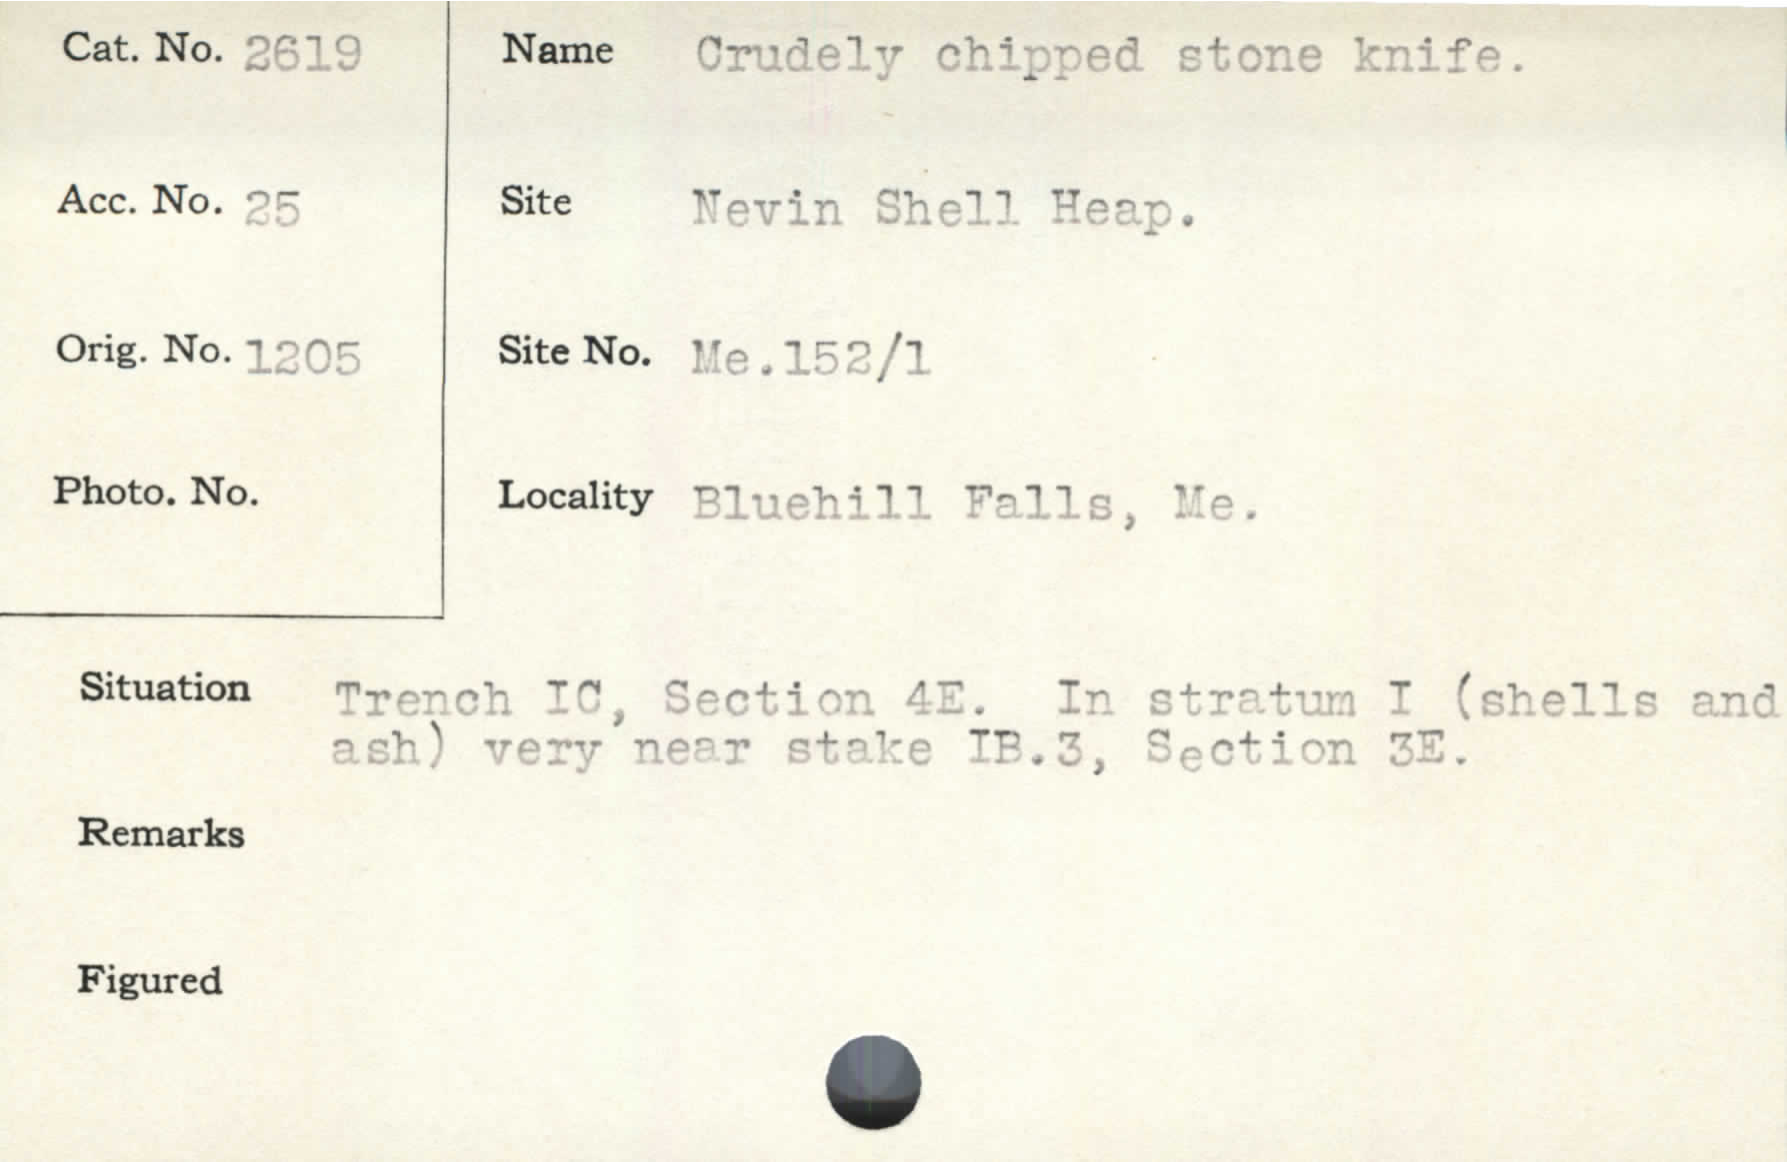 Cat. No. 2619
Name Crudely chipped stone knife.
Acc. No. 25
Site Nevin Shell Heap.
Orig. No. 1205
Site No. Me.152/1
Photo. No.
Locality Bluehill Falls, Me.
Situation Trench IC, Section 4E. In stratum I (shells and
ash) very near stake IB.3, Section 3E.
Remarks
Figured